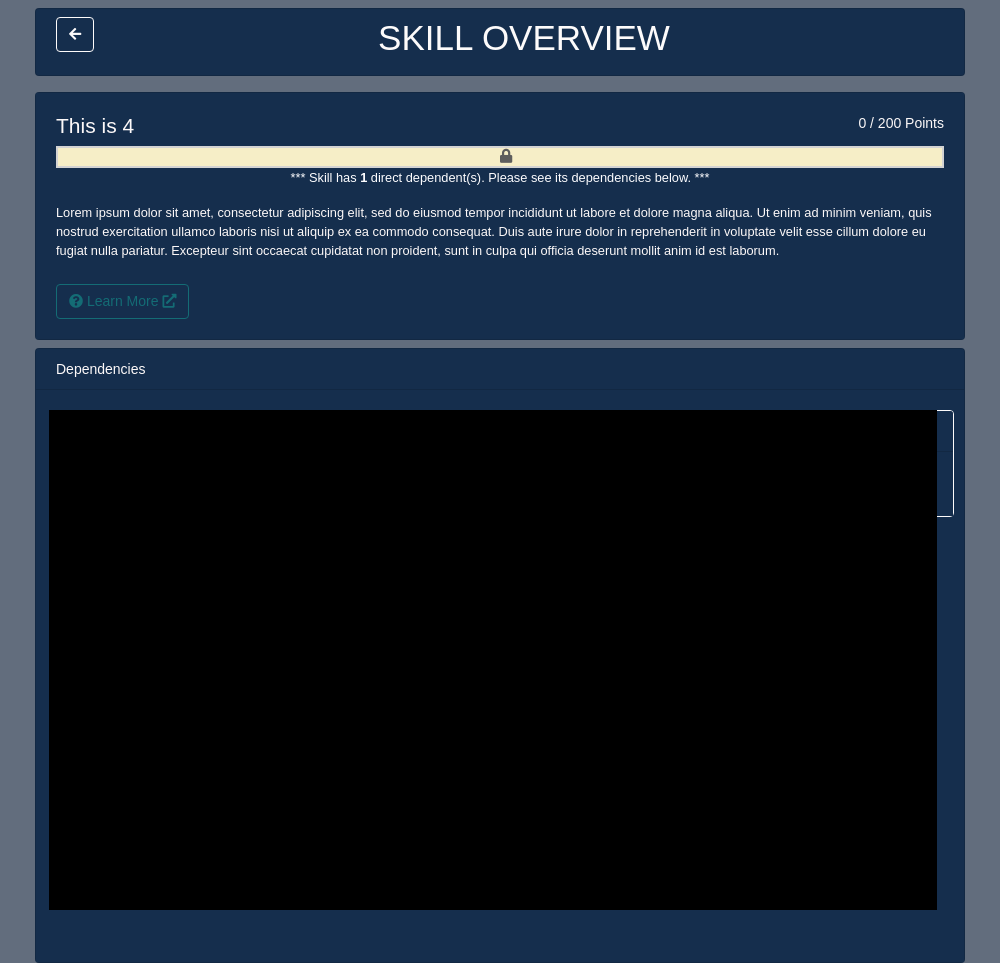 SKILL OVERVIEW
This is 4
0 / 200 Points
*** Skill has 1 direct dependent(s). Please see its dependencies below. ***
Lorem ipsum dolor sit amet, consectetur adipiscing elit, sed do eiusmod tempor incididunt ut labore et dolore magna aliqua. Ut enim ad minim veniam, quis
nostrud exercitation ullamco laboris nisi ut aliquip ex ea commodo consequat. Duis aute irure dolor in reprehenderit in voluptate velit esse cillum dolore eu
fugiat nulla pariatur. Excepteur sint occaecat cupidatat non proident, sunt in culpa qui officia deserunt mollit anim id est laborum.
Learn More
Dependencies